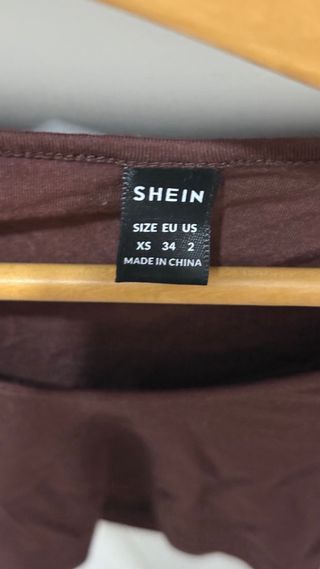 SHEIN
SIZE EU US
XS 34 2
MADE IN CHINA